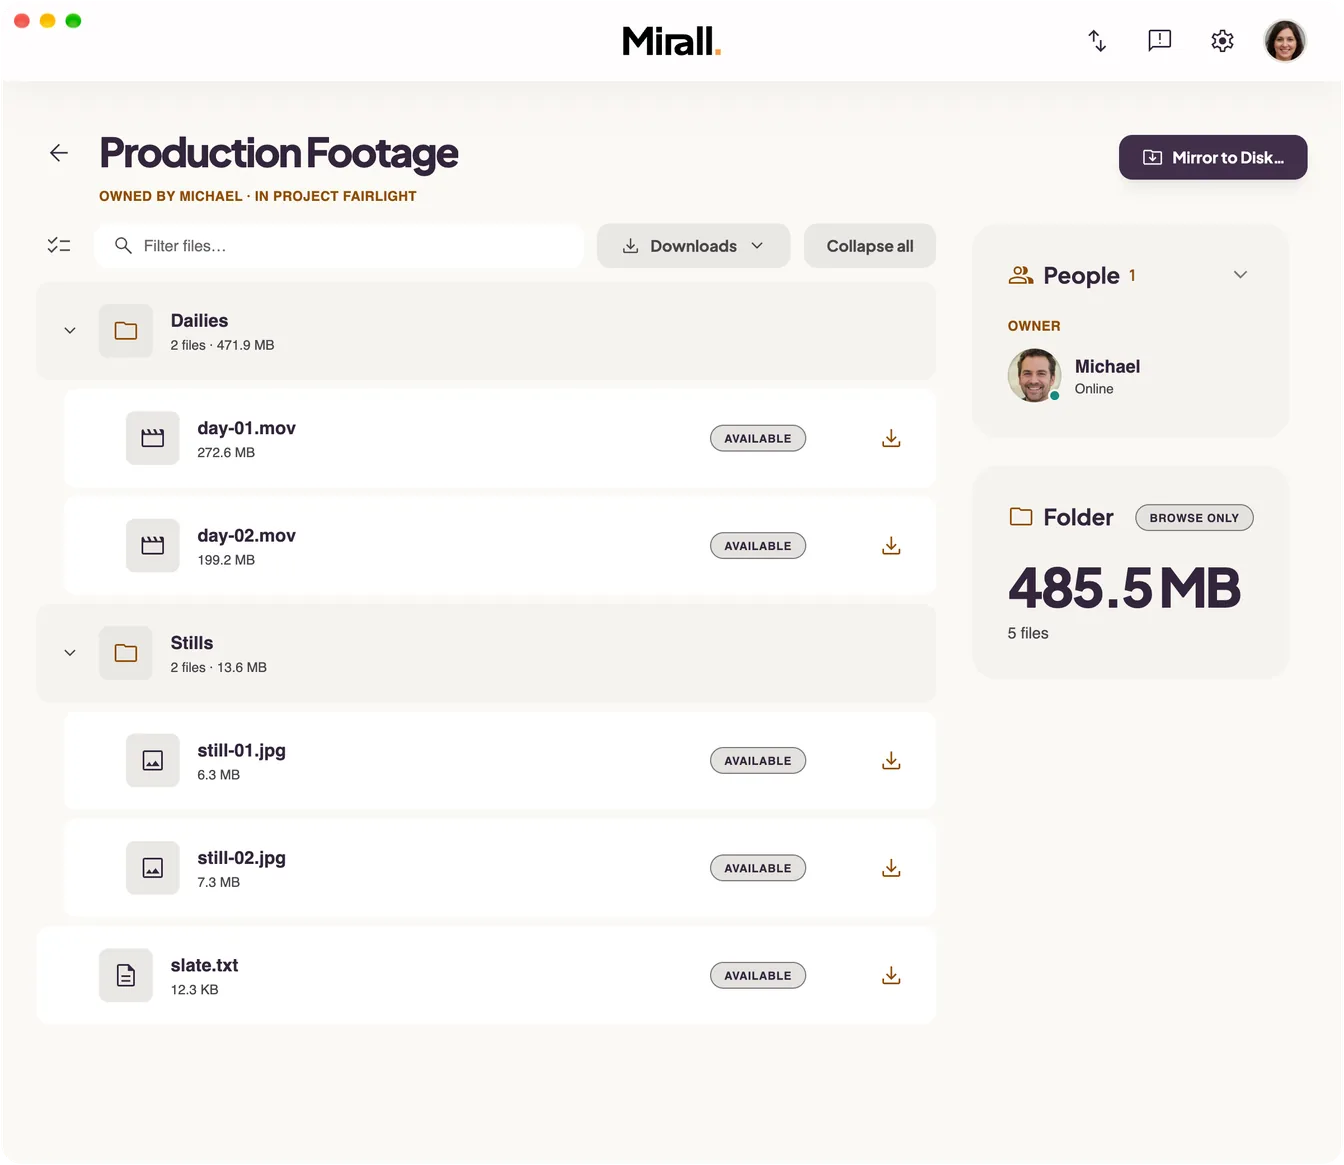 Mirall.
Production Footage
Mirror to Disk...
OWNED BY MICHAEL · IN PROJECT FAIRLIGHT
Filter files...
Downloads
Collapse all
Dailies
2 files · 471.9 MB
day-01.mov
272.6 MB
AVAILABLE
day-02.mov
199.2 MB
AVAILABLE
Stills
2 files · 13.6 MB
still-01.jpg
6.3 MB
AVAILABLE
still-02.jpg
7.3 MB
AVAILABLE
slate.txt
12.3 KB
AVAILABLE
People 1
OWNER
Michael
Online
Folder
BROWSE ONLY
485.5 MB
5 files